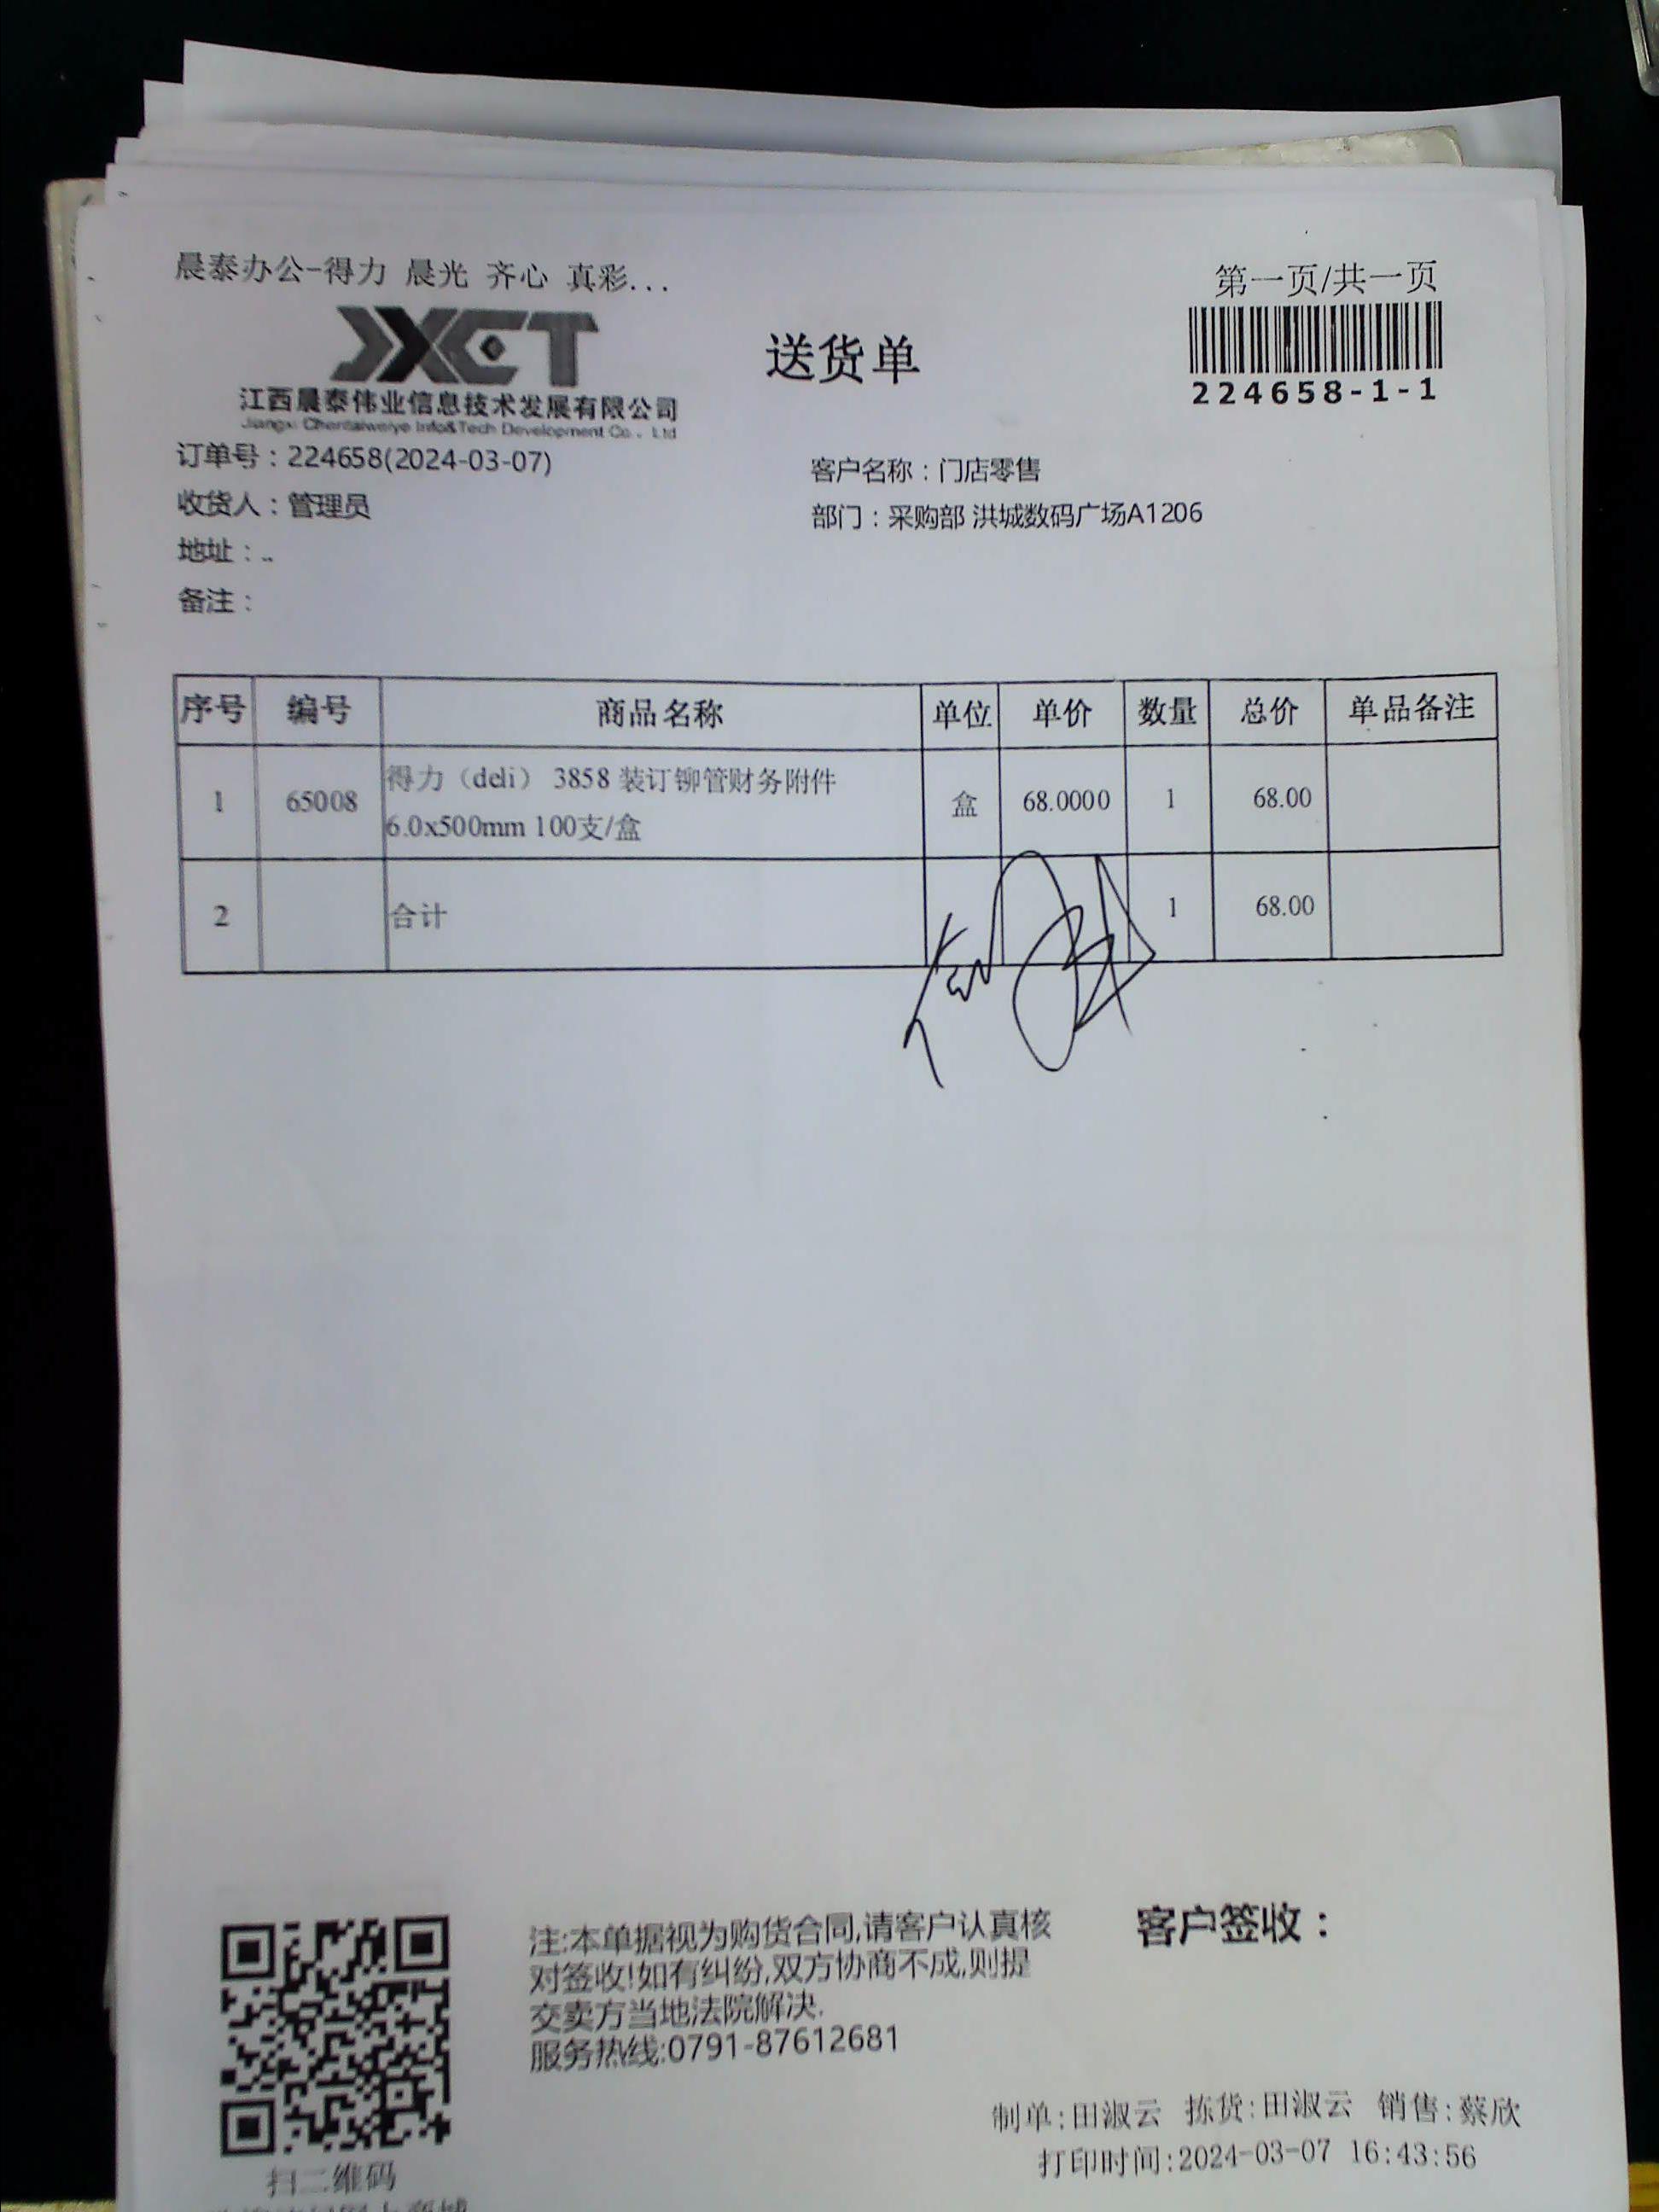 晨泰办公-得力 晨光 齐心 真彩...
第一页/共一页
JXCT
送货单
224658-1-1
江西晨泰伟业信息技术发展有限公司
Jiangxi Chentaiweiye Info&Tech Development Co., Ltd
订单号：224658(2024-03-07)
客户名称：门店零售
收货人：管理员
部门：采购部 洪城数码广场A1206
地址：..
备注：
序号 编号 商品名称 单位 单价 数量 总价 单品备注
1 65008 得力（deli） 3858 装订铆管财务附件 盒 68.0000 1 68.00
6.0x500mm 100支/盒
2 合计 1 68.00
注:本单据视为购货合同,请客户认真核
对签收!如有纠纷,双方协商不成,则提
交卖方当地法院解决.
服务热线:0791-87612681
客户签收：
制单:田淑云 拣货:田淑云 销售:蔡欣
打印时间:2024-03-07 16:43:56
扫二维码